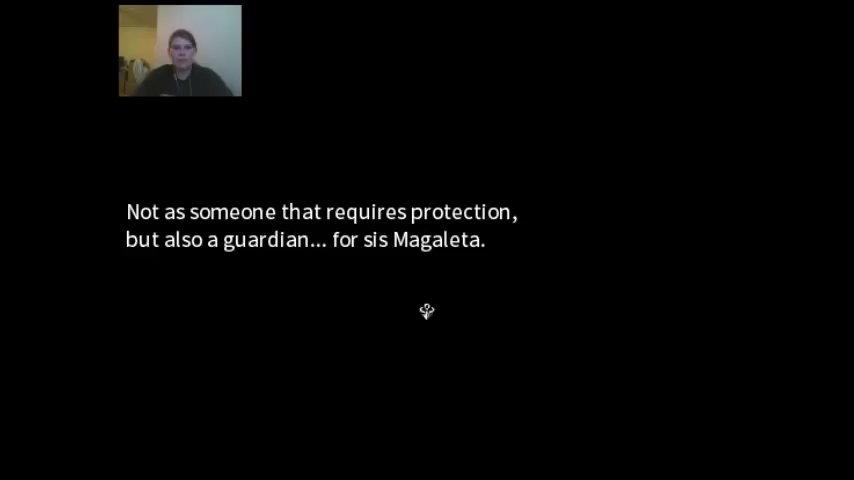 Not as someone that requires protection,
but also a guardian... for sis Magaleta.